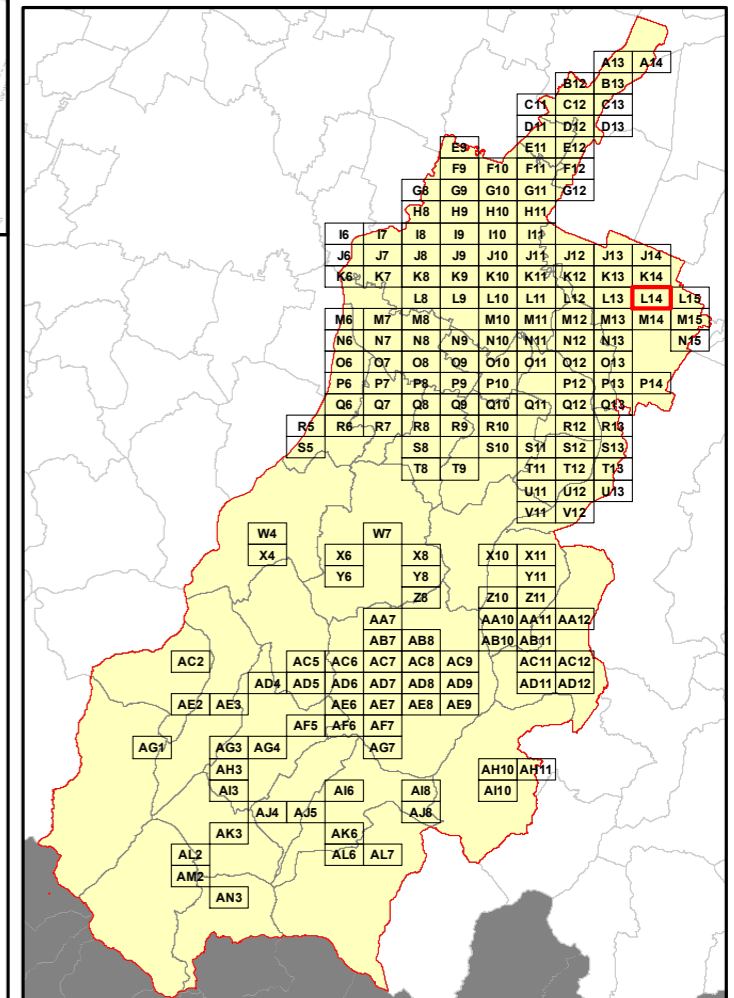 A13 A14
B12 B13
C11 C12 C13
D11 D12 D13
E9 E11 E12
F9 F10 F11 F12
G8 G9 G10 G11 G12
H8 H9 H10 H11
I6 I7 I8 I9 I10 I11
J6 J7 J8 J9 J10 J11 J12 J13 J14
K6 K7 K8 K9 K10 K11 K12 K13 K14
L8 L9 L10 L11 L12 L13 L14 L15
M6 M7 M8 M10 M11 M12 M13 M14 M15
N6 N7 N8 N9 N10 N11 N12 N13 N15
O6 O7 O8 O9 O10 O11 O12 O13
P6 P7 P8 P9 P10 P12 P13 P14
Q6 Q7 Q8 Q9 Q10 Q11 Q12 Q13
R5 R6 R7 R8 R9 R10 R12 R13
S5 S8 S10 S11 S12 S13
T8 T9 T11 T12 T13
U11 U12 U13
V11 V12
W4 W7
X4 X6 X8 X10 X11
Y6 Y8 Y11
Z8 Z10 Z11
AA7 AA10 AA11 AA12
AB7 AB8 AB10 AB11
AC2 AC5 AC6 AC7 AC8 AC9 AC11 AC12
AD4 AD5 AD6 AD7 AD8 AD9 AD11 AD12
AE2 AE3 AE6 AE7 AE8 AE9
AF5 AF6 AF7
AG1 AG3 AG4 AG7
AH3 AH10 AH11
AI3 AI6 AI8 AI10
AJ4 AJ5 AJ8
AK3 AK6
AL2 AL6 AL7
AM2
AN3